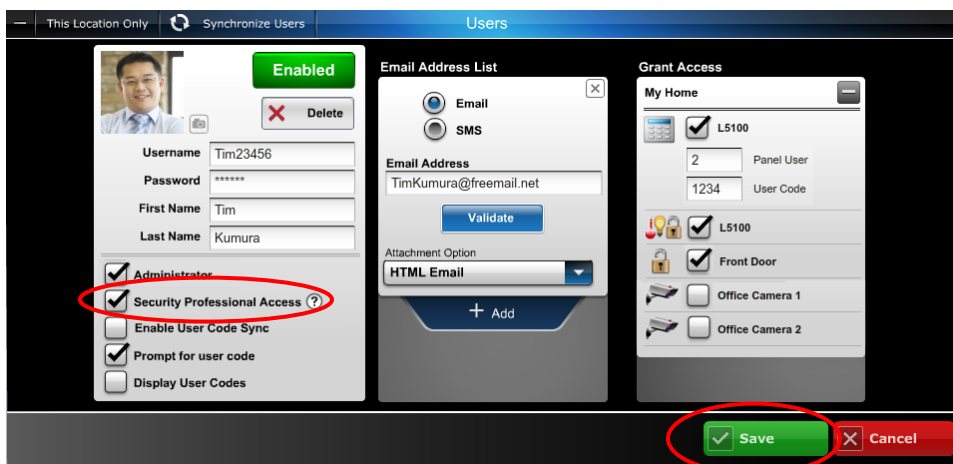 This Location Only
Synchronize Users
Users
Enabled
Delete
Username Tim23456
Password ******
First Name Tim
Last Name Kumura
Administrator
Security Professional Access ?
Enable User Code Sync
Prompt for user code
Display User Codes
Email Address List
Email
SMS
Email Address
TimKumura@freemail.net
Validate
Attachment Option
HTML Email
+ Add
Grant Access
My Home
L5100
2 Panel User
1234 User Code
L5100
Front Door
Office Camera 1
Office Camera 2
Save
Cancel